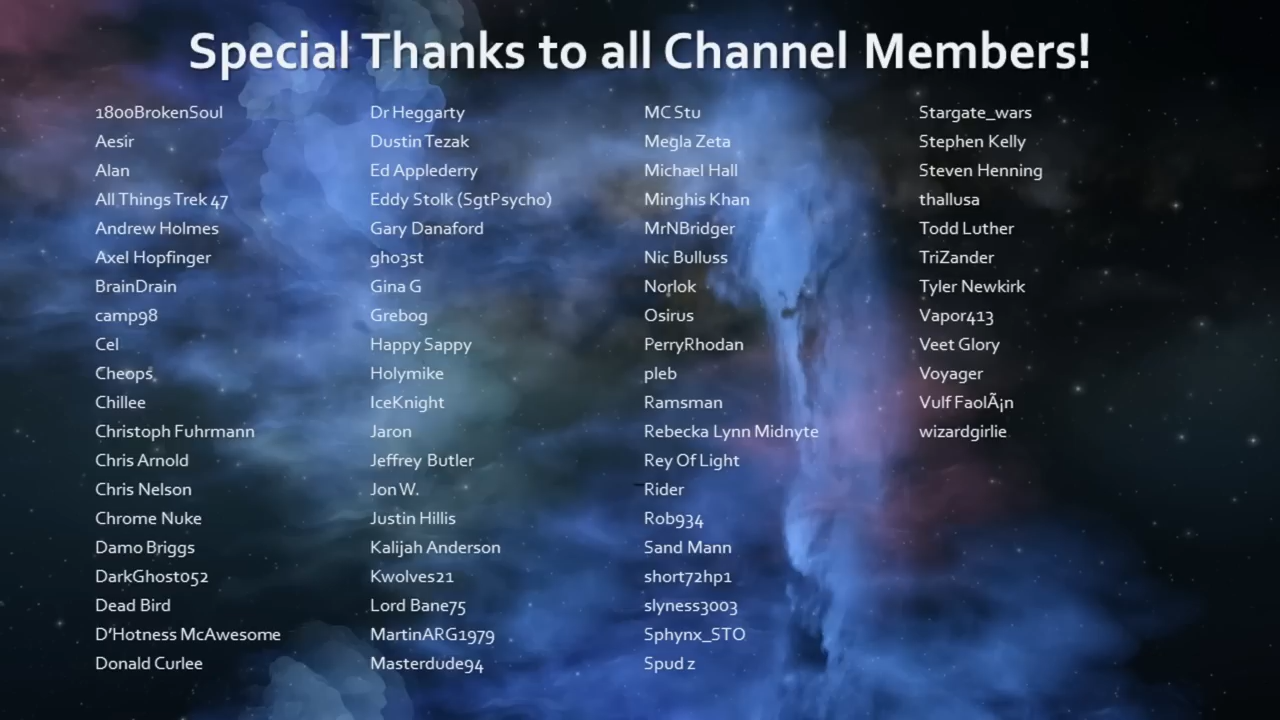 Special Thanks to all Channel Members!
1800BrokenSoul
Aesir
Alan
All Things Trek 47
Andrew Holmes
Axel Hopfinger
BrainDrain
camp98
Cel
Cheops
Chillee
Christoph Fuhrmann
Chris Arnold
Chris Nelson
Chrome Nuke
Damo Briggs
DarkGhost052
Dead Bird
D'Hotness McAwesome
Donald Curlee
Dr Heggarty
Dustin Tezak
Ed Applederry
Eddy Stolk (SgtPsycho)
Gary Danaford
gho3st
Gina G
Grebog
Happy Sappy
Holymike
IceKnight
Jaron
Jeffrey Butler
Jon W.
Justin Hillis
Kalijah Anderson
Kwolves21
Lord Bane75
MartinARG1979
Masterdude94
MC Stu
Megla Zeta
Michael Hall
Minghis Khan
MrNBridger
Nic Bulluss
Norlok
Osirus
PerryRhodan
pleb
Ramsman
Rebecka Lynn Midnyte
Rey Of Light
Rider
Rob934
Sand Mann
short72hp1
slyness3003
Sphynx_STO
Spud z
Stargate_wars
Stephen Kelly
Steven Henning
thallusa
Todd Luther
TriZander
Tyler Newkirk
Vapor413
Veet Glory
Voyager
Vulf FaolÃ¡n
wizardgirlie